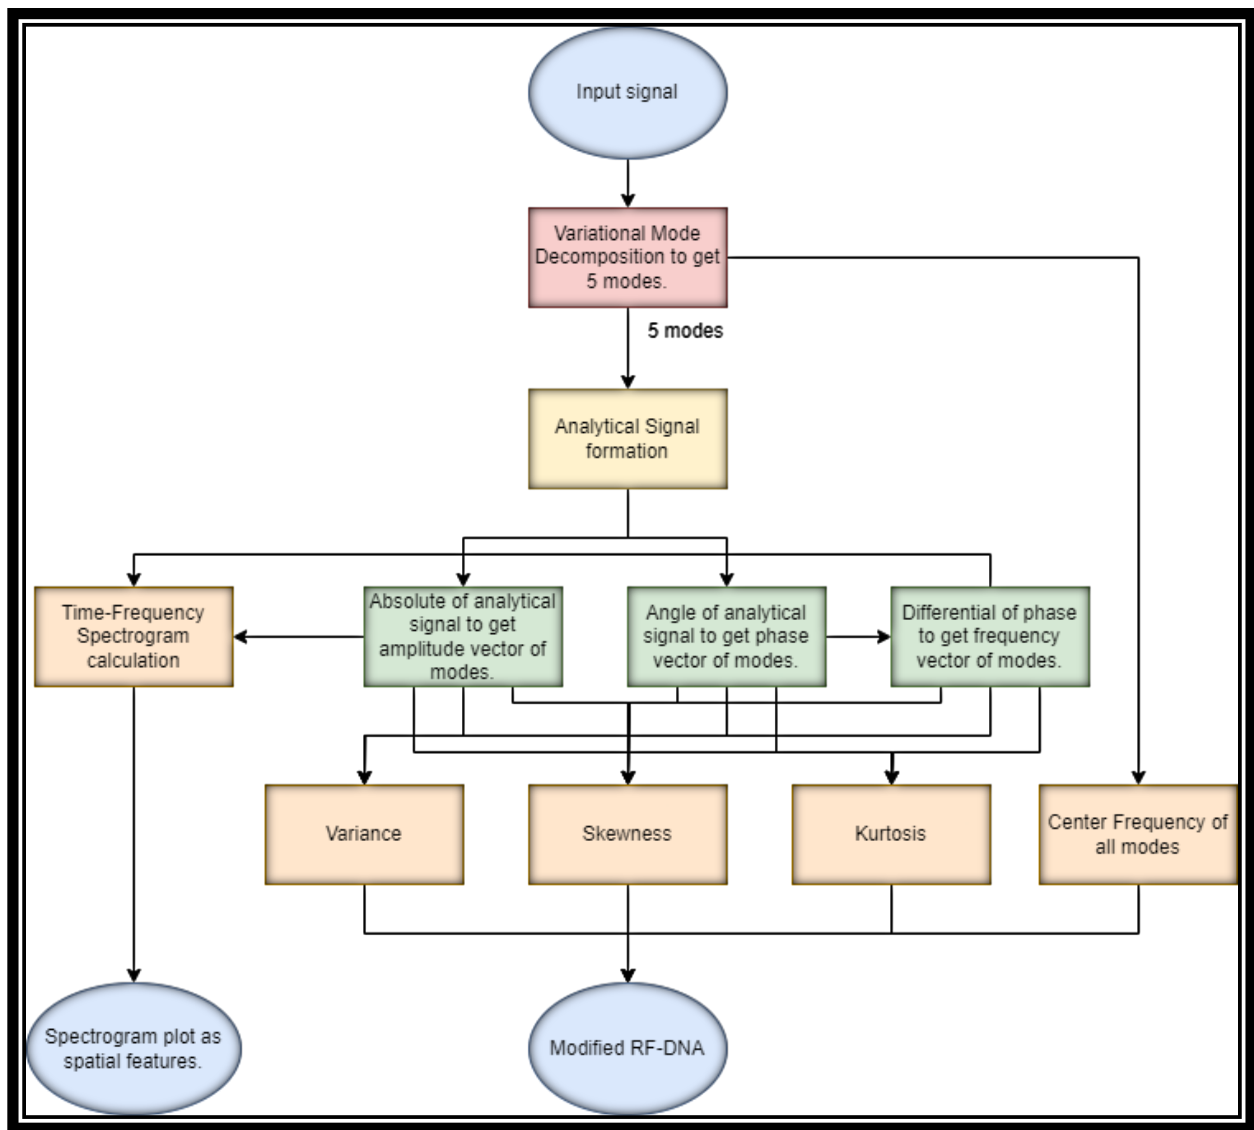 Input signal
Variational Mode
Decomposition to get
5 modes.
5 modes
Analytical Signal
formation
Time-Frequency
Spectrogram
calculation
Absolute of analytical
signal to get
amplitude vector of
modes.
Angle of analytical
signal to get phase
vector of modes.
Differential of phase
to get frequency
vector of modes.
Variance
Skewness
Kurtosis
Center Frequency of
all modes
Spectrogram plot as
spatial features.
Modified RF-DNA